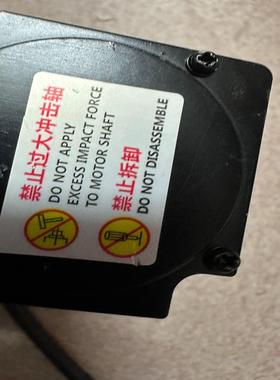 禁止过大冲击轴
DO NOT APPLY
EXCESS IMPACT FORCE
TO MOTOR SHAFT
禁止拆卸
DO NOT DISASSEMBLE